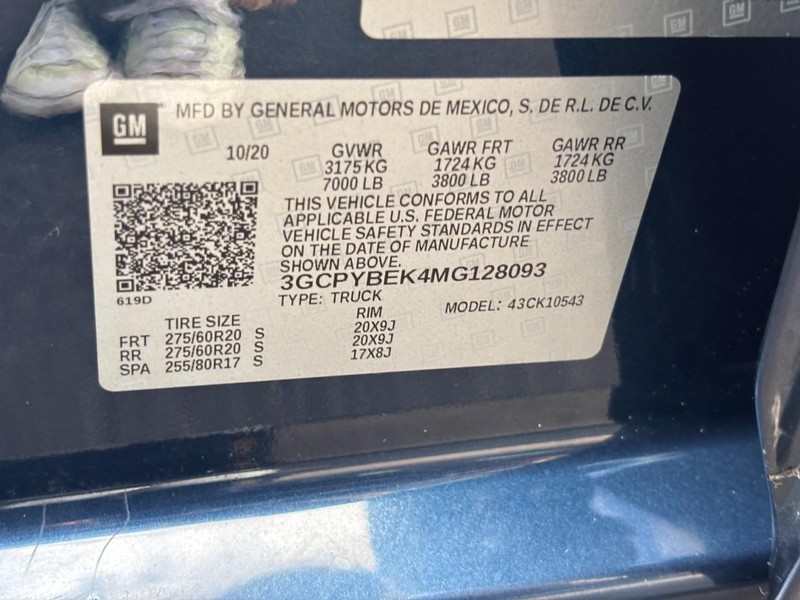 GM MFD BY GENERAL MOTORS DE MEXICO, S. DE R.L. DE C.V.
10/20 GVWR GAWR FRT GAWR RR
3175 KG 1724 KG 1724 KG
7000 LB 3800 LB 3800 LB
THIS VEHICLE CONFORMS TO ALL
APPLICABLE U.S. FEDERAL MOTOR
VEHICLE SAFETY STANDARDS IN EFFECT
ON THE DATE OF MANUFACTURE
SHOWN ABOVE.
3GCPYBEK4MG128093
619D
TYPE: TRUCK MODEL: 43CK10543
TIRE SIZE RIM
FRT 275/60R20 S 20X9J
RR 275/60R20 S 20X9J
SPA 255/80R17 S 17X8J